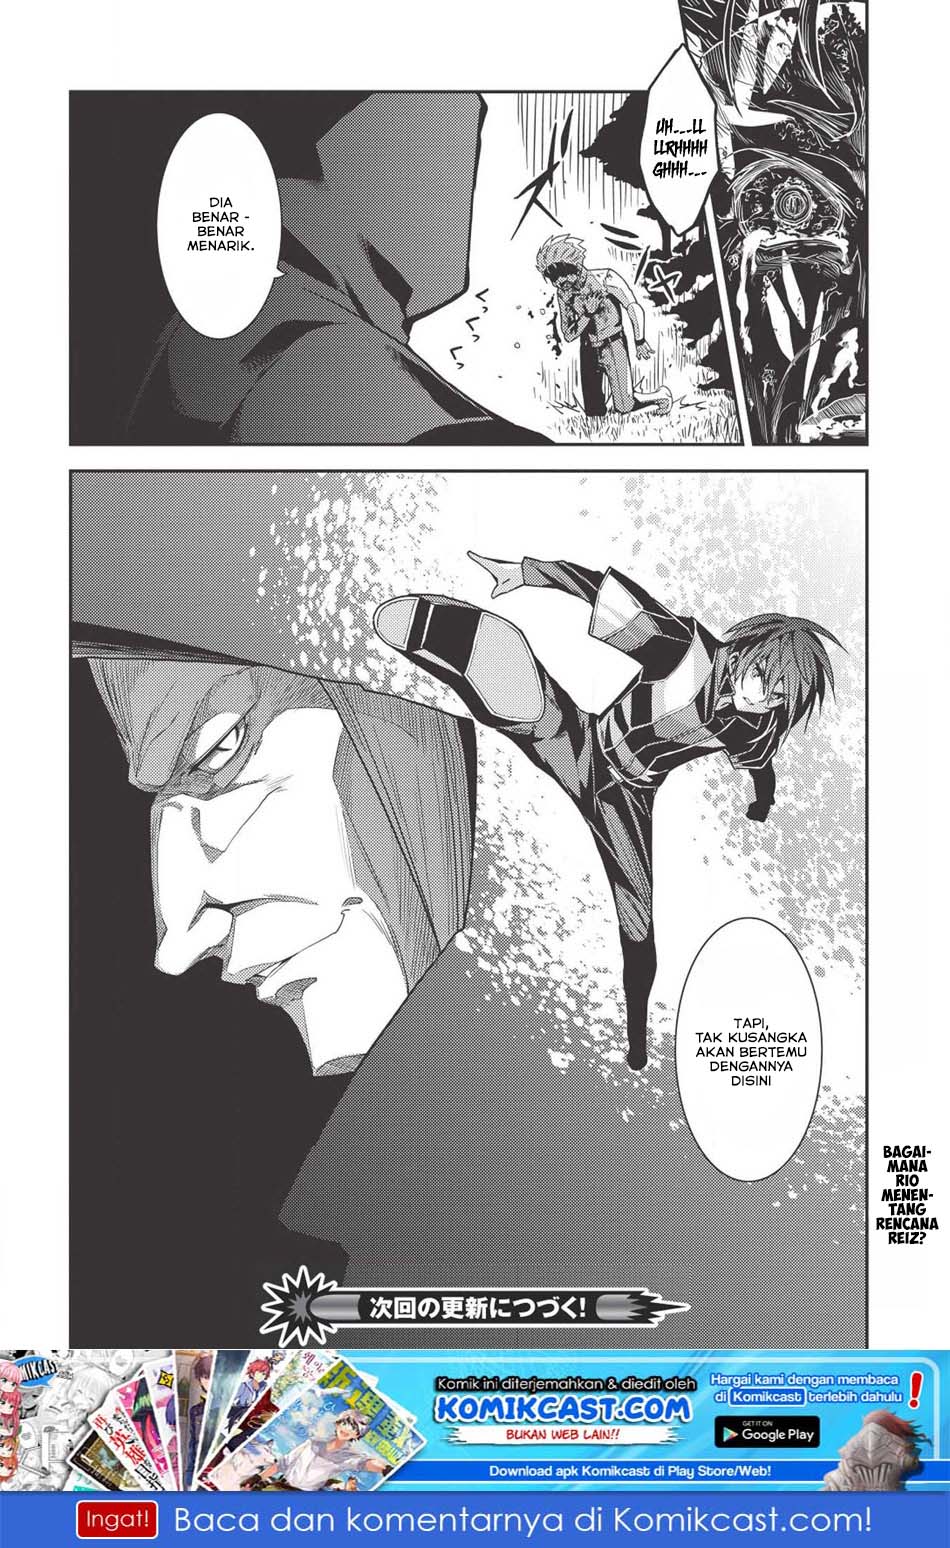 UH...LL
LLRHHHH
GHHH...
DIA
BENAR -
BENAR
MENARIK.
TAPI,
TAK KUSANGKA
AKAN BERTEMU
DENGANNYA
DISINI
BAGAI-
MANA
RIO
MENEN-
TANG
RENCANA
REIZ?
次回の更新につづく!
Komik ini diterjemahkan & diedit oleh
KOMIKCAST.COM
BUKAN WEB LAIN!!
Hargai kami dengan membaca
di Komikcast terlebih dahulu !
GET IT ON
Google Play
Download apk Komikcast di Play Store/Web!
Ingat! Baca dan komentarnya di Komikcast.com!